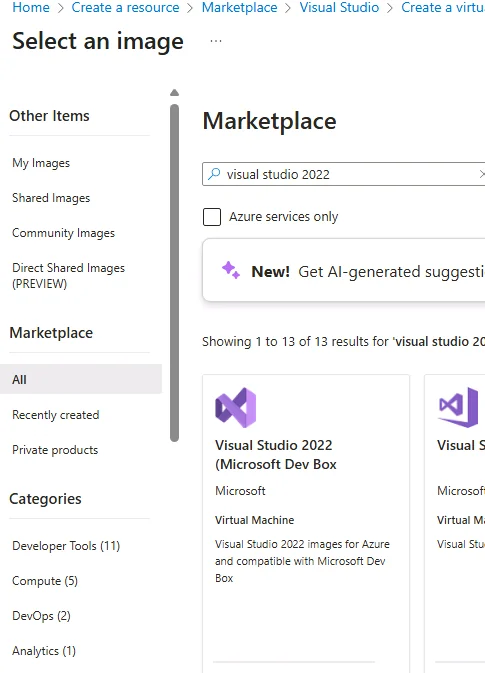 Home > Create a resource > Marketplace > Visual Studio > Create a virtu
Select an image ...
Other Items
My Images
Shared Images
Community Images
Direct Shared Images
(PREVIEW)
Marketplace
All
Recently created
Private products
Categories
Developer Tools (11)
Compute (5)
DevOps (2)
Analytics (1)
Marketplace
visual studio 2022
Azure services only
New! Get AI-generated suggesti
Showing 1 to 13 of 13 results for 'visual studio 20
Visual Studio 2022
(Microsoft Dev Box
Microsoft
Virtual Machine
Visual Studio 2022 images for Azure
and compatible with Microsoft Dev
Box
Visual S
Microsof
Virtual Ma
Visual Stu